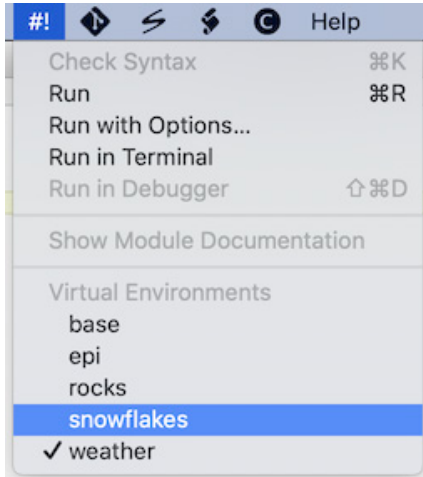 #! Help
Check Syntax ⌘K
Run ⌘R
Run with Options...
Run in Terminal
Run in Debugger ⇧⌘D
Show Module Documentation
Virtual Environments
base
epi
rocks
snowflakes
✓ weather